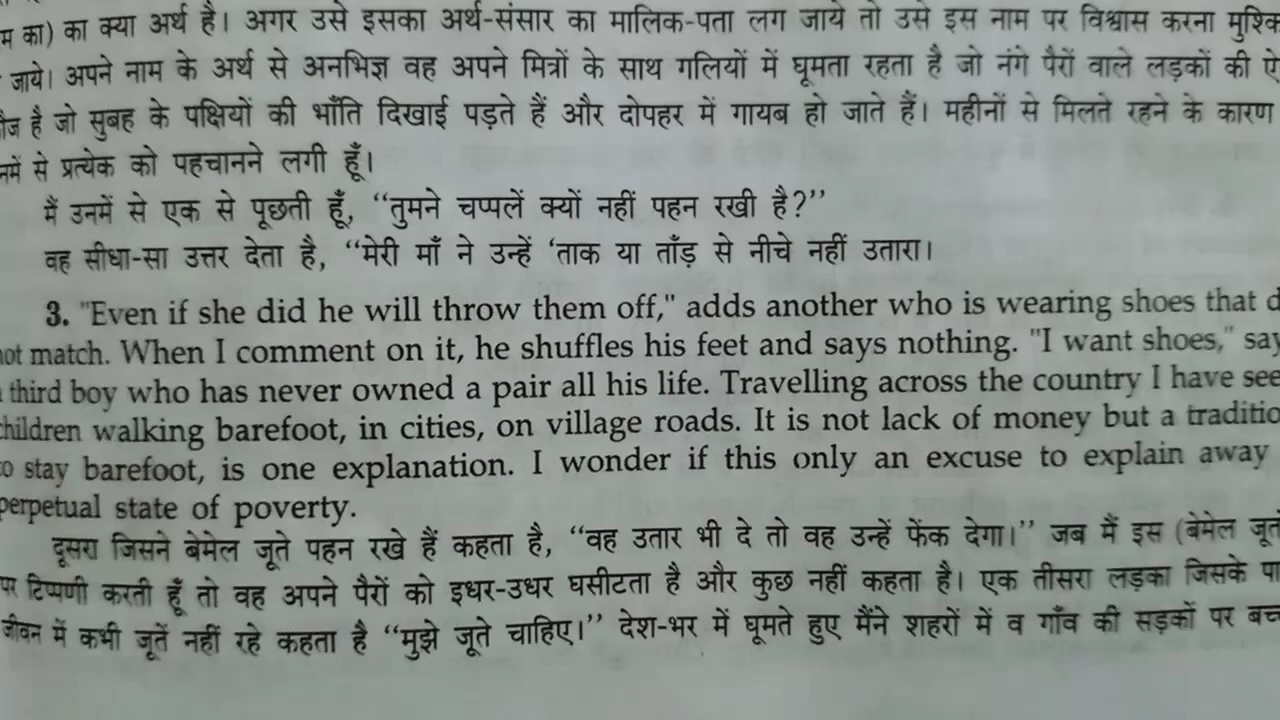 का) का क्या अर्थ है। अगर उसे इसका अर्थ-संसार का मालिक-पता लग जाये तो उसे इस नाम पर विश्वास करना
जाये। अपने नाम के अर्थ से अनभिज्ञ वह अपने मित्रों के साथ गलियों में घूमता रहता है जो नंगे पैरों वाले लड़कों की
है जो सुबह के पक्षियों की भाँति दिखाई पड़ते हैं और दोपहर में गायब हो जाते हैं। महीनों से मिलते रहने के कारण
से प्रत्येक को पहचानने लगी हूँ।
मैं उनमें से एक से पूछती हूँ, “तुमने चप्पलें क्यों नहीं पहन रखी है?”
वह सीधा-सा उत्तर देता है, “मेरी माँ ने उन्हें ‘ताक या ताँड़ से नीचे नहीं उतारा।
3. "Even if she did he will throw them off," adds another who is wearing shoes that
match. When I comment on it, he shuffles his feet and says nothing. "I want shoes,"
third boy who has never owned a pair all his life. Travelling across the country I have
children walking barefoot, in cities, on village roads. It is not lack of money but a
to stay barefoot, is one explanation. I wonder if this only an excuse to explain away
perpetual state of poverty.
दूसरा जिसने बेमेल जूते पहन रखे हैं कहता है, “वह उतार भी दे तो वह उन्हें फेंक देगा।” जब मैं इस (बेमेल
पर टिप्पणी करती हूँ तो वह अपने पैरों को इधर-उधर घसीटता है और कुछ नहीं कहता है। एक तीसरा लड़का जिसके
जीवन में कभी जूतें नहीं रहे कहता है “मुझे जूते चाहिए।” देश-भर में घूमते हुए मैंने शहरों में व गाँव की सड़कों पर